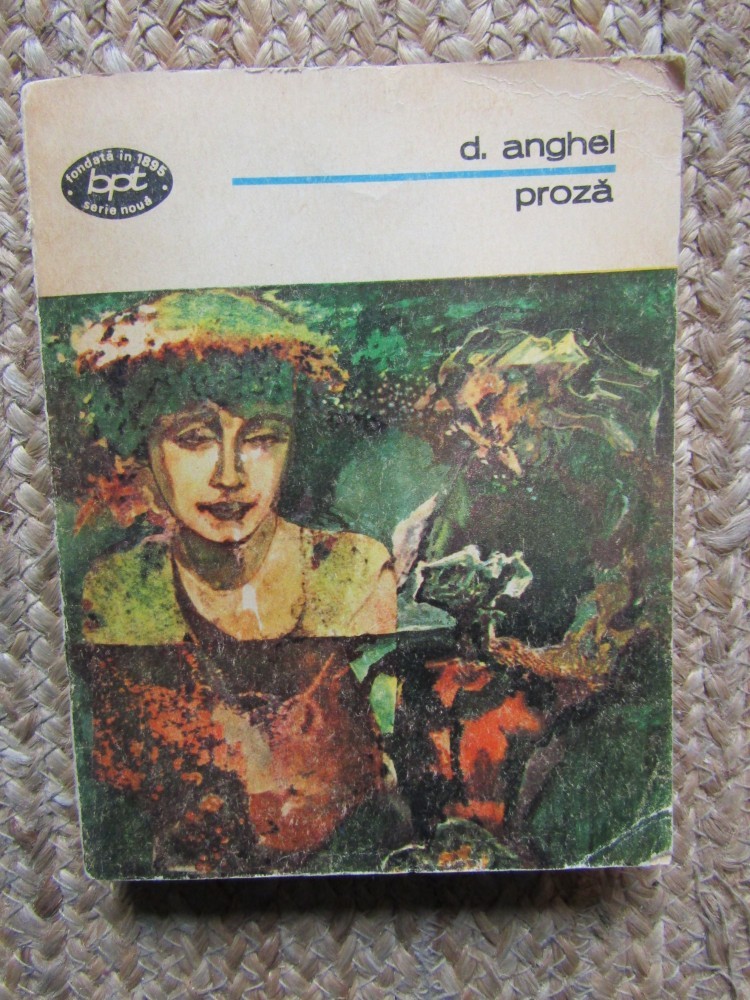 · fondată în 1895 ·
bpt
serie nouă
d. anghel
proză